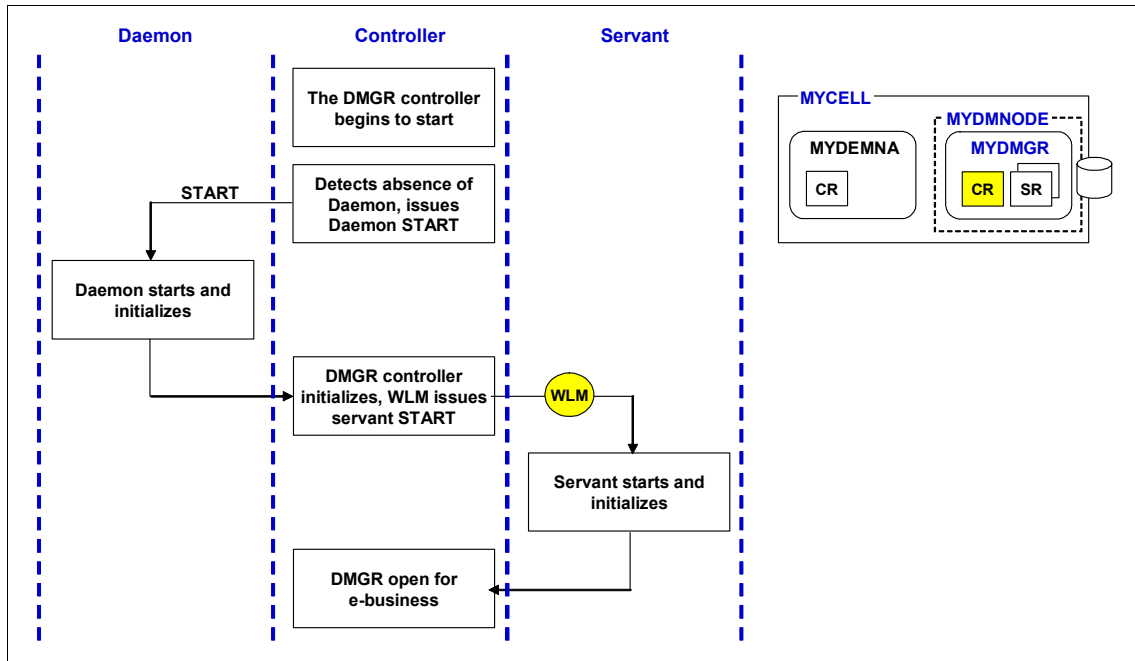 Daemon
Controller
Servant
The DMGR controller
begins to start
START
Detects absence of
Daemon, issues
Daemon START
Daemon starts and
initializes
DMGR controller
initializes, WLM issues
servant START
WLM
Servant starts and
initializes
DMGR open for
e-business
MYCELL
MYDMNODE
MYDEMNA
MYDMGR
CR
CR
SR